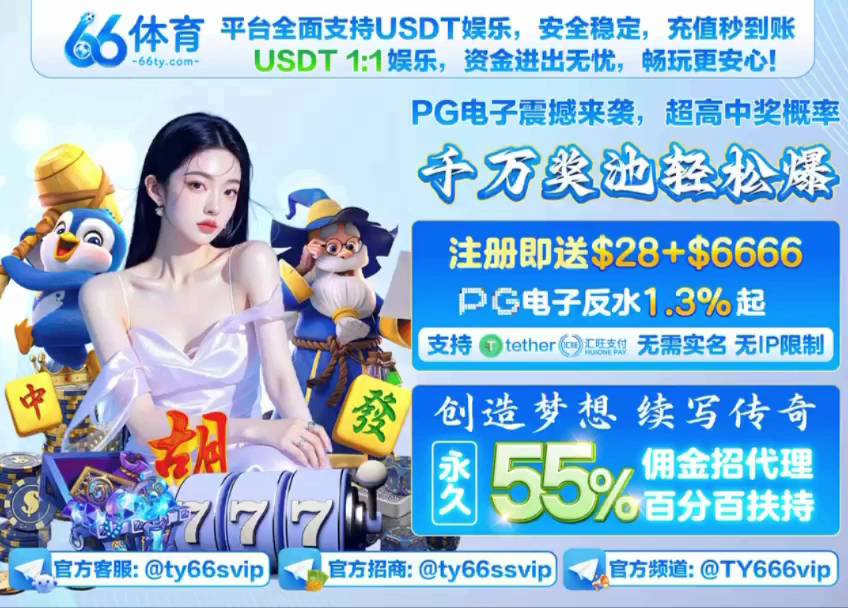 66体育
-66ty.com-
平台全面支持USDT娱乐，安全稳定，充值秒到账
USDT 1:1娱乐，资金进出无忧，畅玩更安心！
PG电子震撼来袭，超高中奖概率
千万奖池轻松爆
注册即送$28+$6666
PG电子反水1.3%起
支持 tether 汇旺支付 HUIONE PAY 无需实名 无IP限制
创造梦想 续写传奇
永久55%佣金招代理
百分百扶持
中
發
胡
7777
官方客服: @ty66svip
官方招商: @ty66ssvip
官方频道: @TY666vip